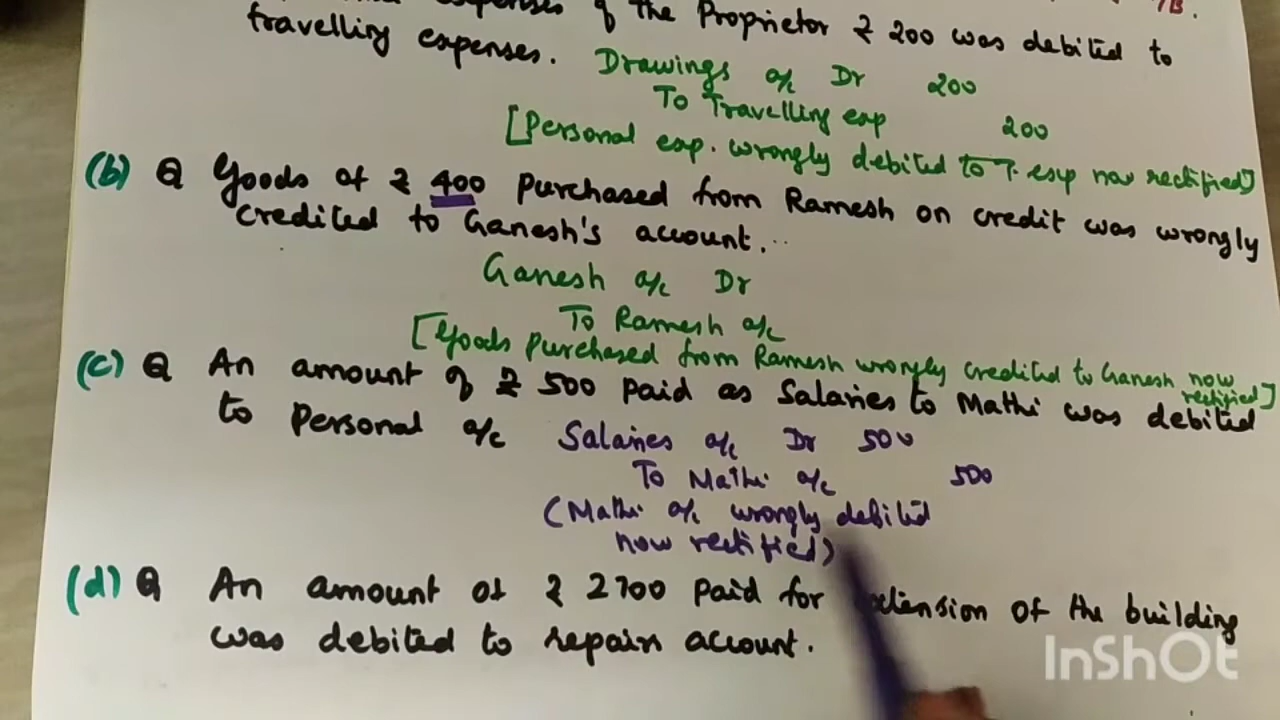 expenses of the Proprietor ₹ 200 was debited to
travelling expenses. Drawings a/c Dr 200
To Travelling exp 200
[Personal exp. wrongly debited to T. exp now rectified]
(b) Q Goods of ₹ 400 purchased from Ramesh on credit was wrongly
credited to Ganesh's account.
Ganesh a/c Dr
To Ramesh a/c
[Goods purchased from Ramesh wrongly credited to Ganesh now
rectified]
(c) Q An amount of ₹ 500 paid as Salaries to Mathi was debited
to Personal a/c Salaries a/c Dr 500
To Mathi a/c 500
(Mathi a/c wrongly debited
now rectified)
(d) Q An amount of ₹ 2700 paid for extension of the building
was debited to repairs account.
InShOt